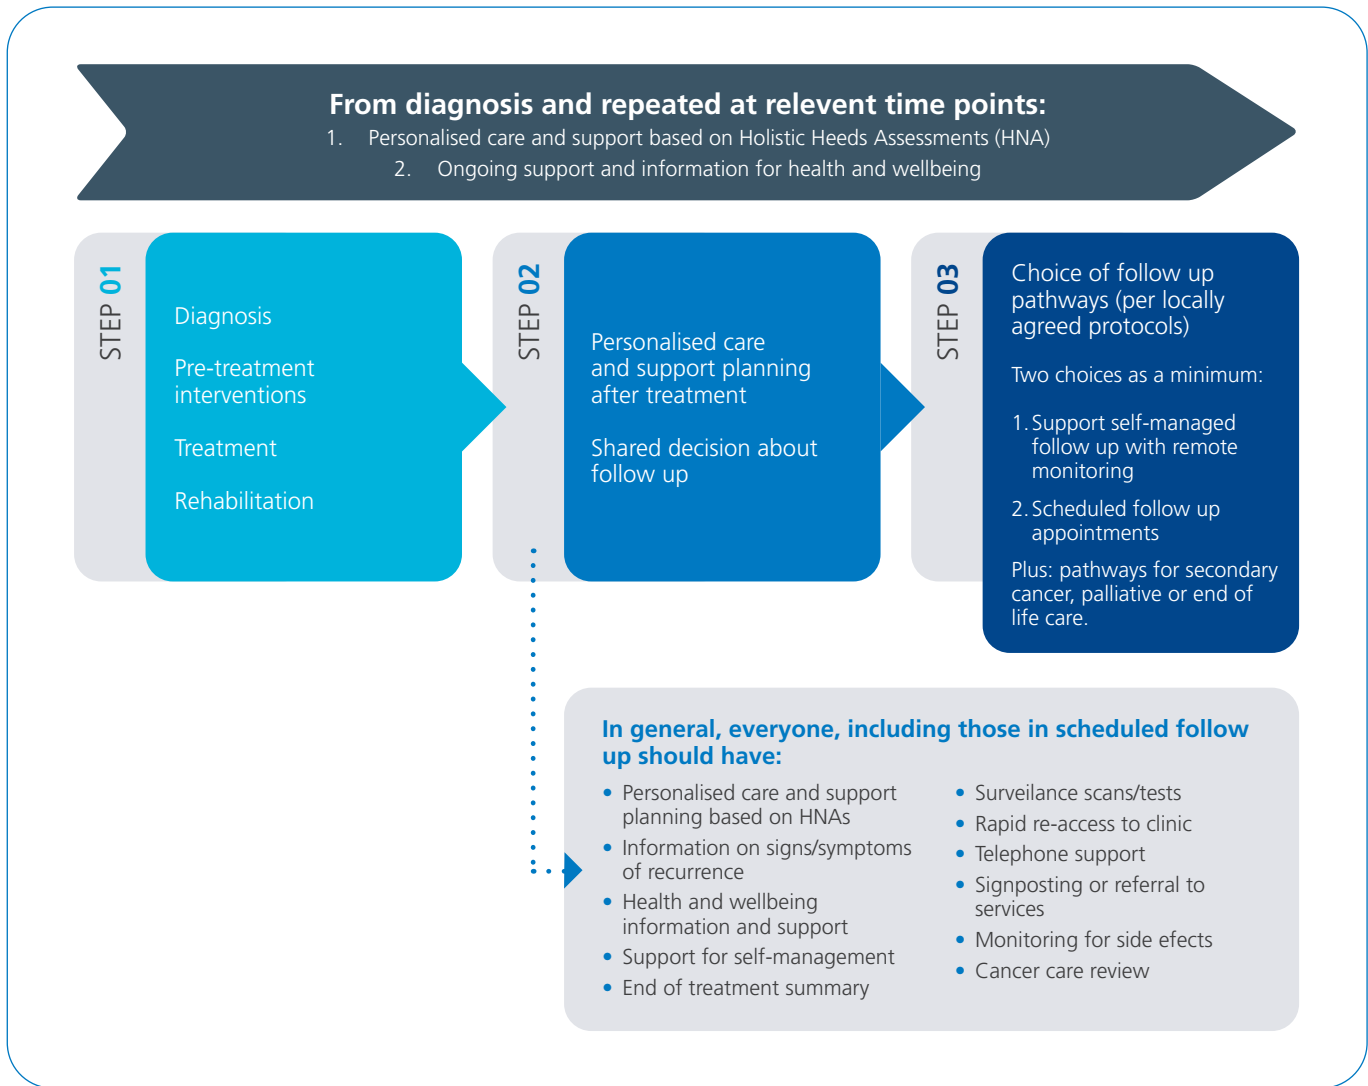 From diagnosis and repeated at relevent time points:
1. Personalised care and support based on Holistic Heeds Assessments (HNA)
2. Ongoing support and information for health and wellbeing
STEP 01
Diagnosis
Pre-treatment
interventions
Treatment
Rehabilitation
STEP 02
Personalised care
and support planning
after treatment
Shared decision about
follow up
STEP 03
Choice of follow up
pathways (per locally
agreed protocols)
Two choices as a minimum:
1. Support self-managed
follow up with remote
monitoring
2. Scheduled follow up
appointments
Plus: pathways for secondary
cancer, palliative or end of
life care.
In general, everyone, including those in scheduled follow
up should have:
• Personalised care and support
planning based on HNAs
• Information on signs/symptoms
of recurrence
• Health and wellbeing
information and support
• Support for self-management
• End of treatment summary
• Surveilance scans/tests
• Rapid re-access to clinic
• Telephone support
• Signposting or referral to
services
• Monitoring for side efects
• Cancer care review